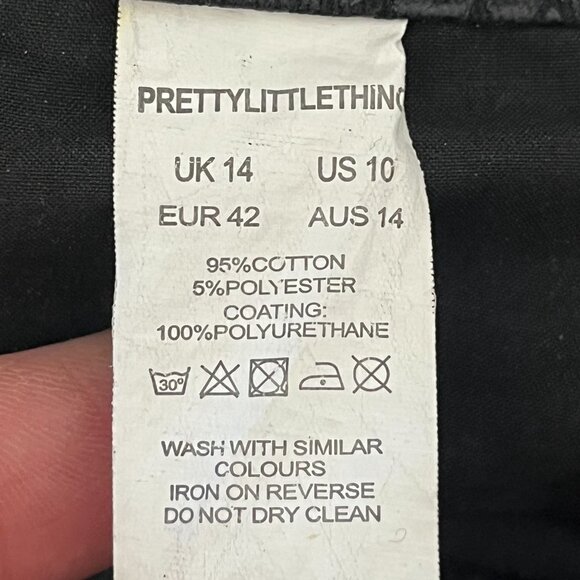 PRETTYLITTLETHING
UK 14 US 10
EUR 42 AUS 14
95%COTTON
5%POLYESTER
COATING:
100%POLYURETHANE
30°
WASH WITH SIMILAR
COLOURS
IRON ON REVERSE
DO NOT DRY CLEAN